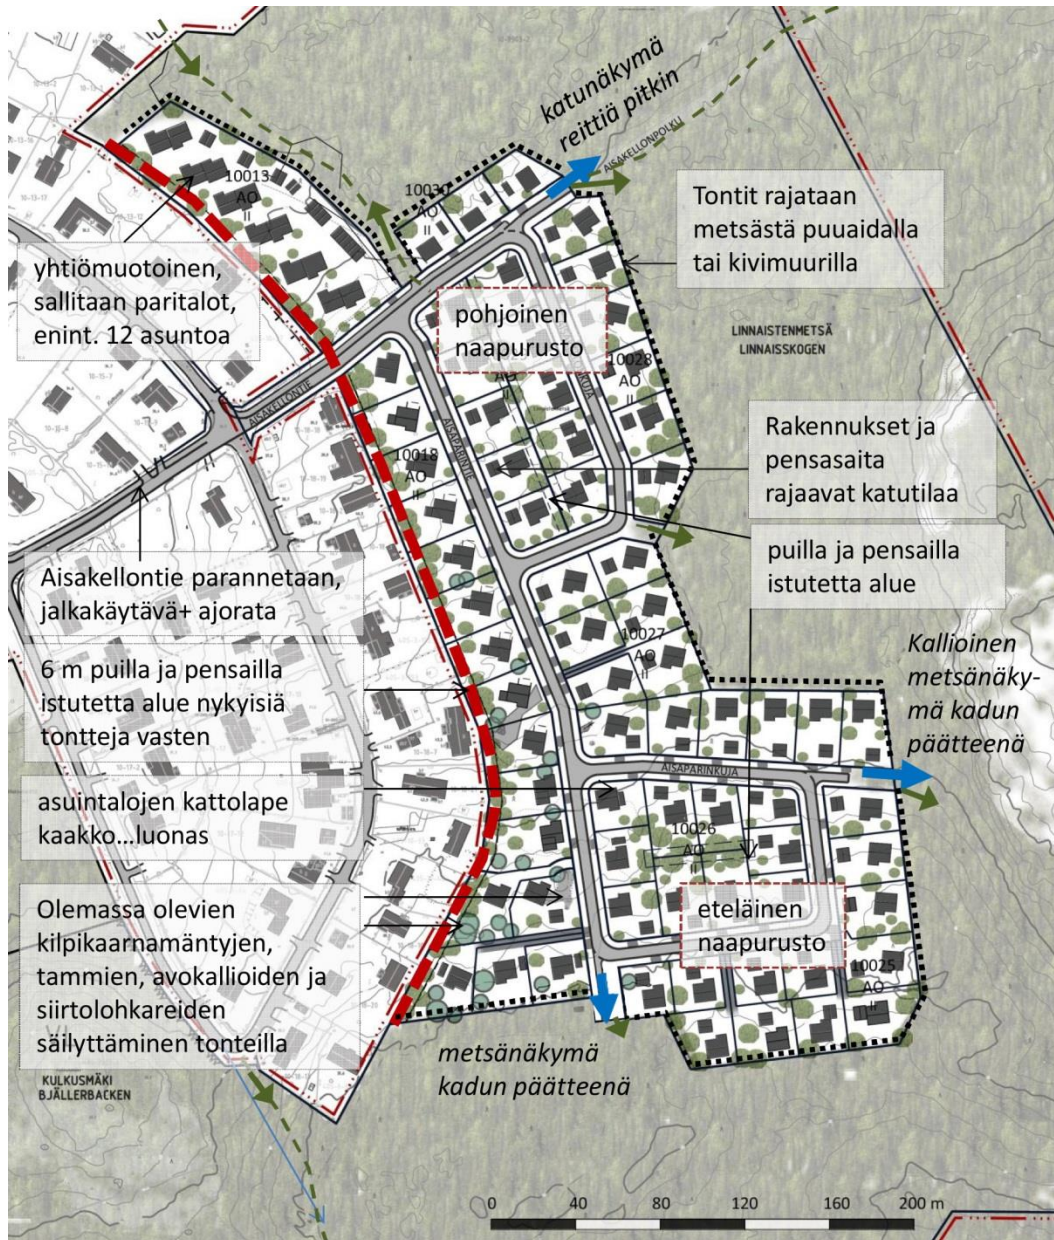 katunäkymä
reittiä pitkin
AISAKELLONPOLKU
10013
AO
II
10030
AO
II
Tontit rajataan
metsästä puuaidalla
tai kivimuurilla
yhtiömuotoinen,
sallitaan paritalot,
enint. 12 asuntoa
pohjoinen
naapurusto
LINNAISTENMETSÄ
LINNAISSKOGEN
10028
AO
II
AO
II
KUJA
AISAKELLONTIE
AISAPARINTIE
10018
AO
II
Rakennukset ja
pensasaita
rajaavat katutilaa
puilla ja pensailla
istutetta alue
Aisakellontie parannetaan,
jalkakäytävä+ ajorata
10027
AO
II
Kallioinen
metsänäky-
mä kadun
päätteenä
6 m puilla ja pensailla
istutetta alue nykyisiä
tontteja vasten
AISAPARINKUJA
asuintalojen kattolape
kaakko...luonas
10026
AO
II
Olemassa olevien
kilpikaarnamäntyjen,
tammien, avokallioiden ja
siirtolohkareiden
säilyttäminen tonteilla
eteläinen
naapurusto
10025
AO
II
metsänäkymä
kadun päätteenä
KULKUSMÄKI
BJÄLLERBACKEN
0 40 80 120 160 200 m